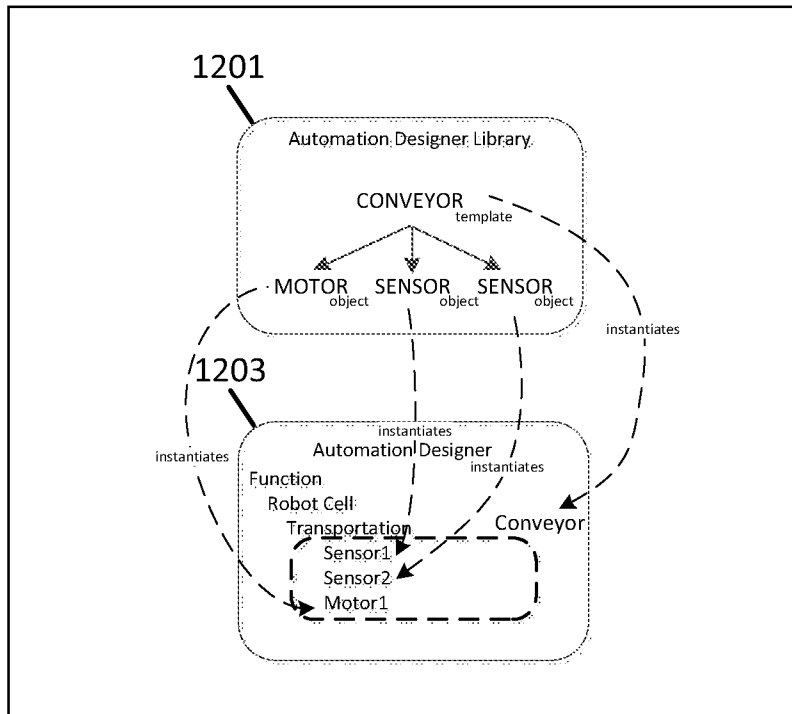 1201
Automation Designer Library
CONVEYOR template
MOTOR object SENSOR object SENSOR object
instantiates
1203
instantiates
Automation Designer
instantiates instantiates
Function
Robot Cell
Transportation
Conveyor
Sensor1
Sensor2
Motor1